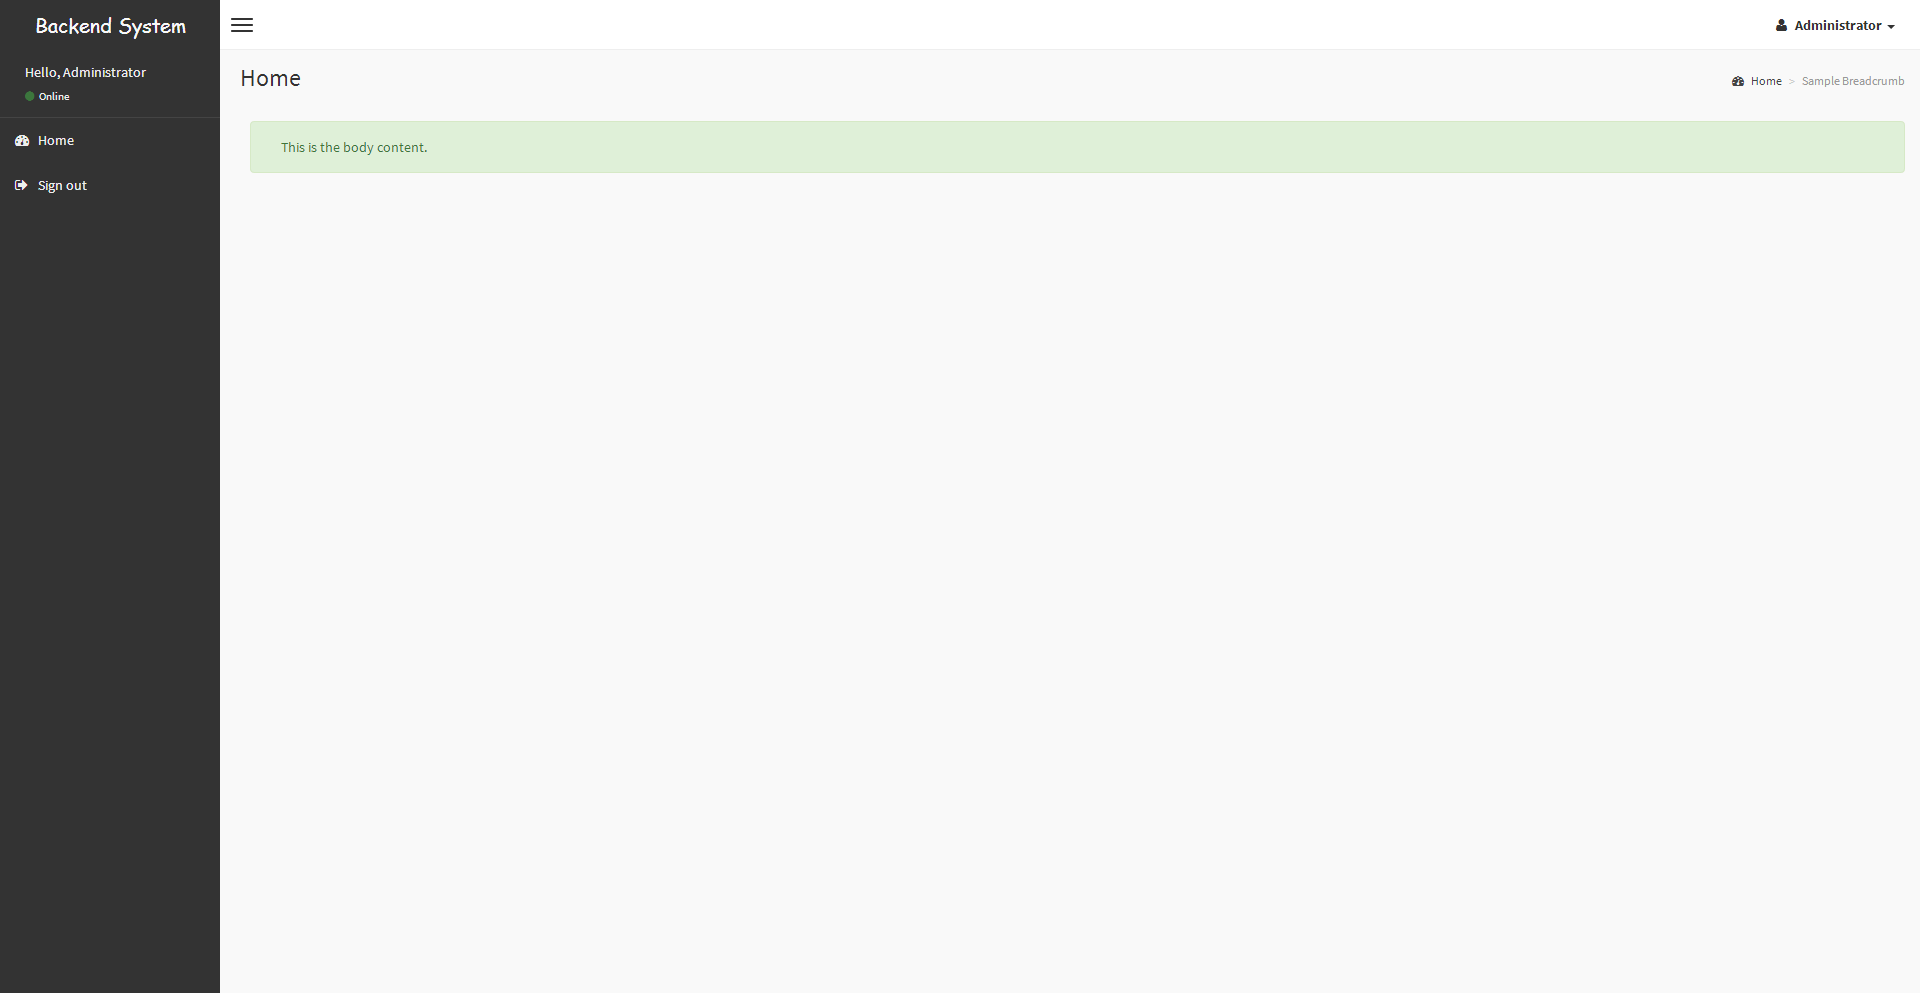 Backend System
Administrator
Hello, Administrator
Online
Home
Sign out
Home
Home > Sample Breadcrumb
This is the body content.